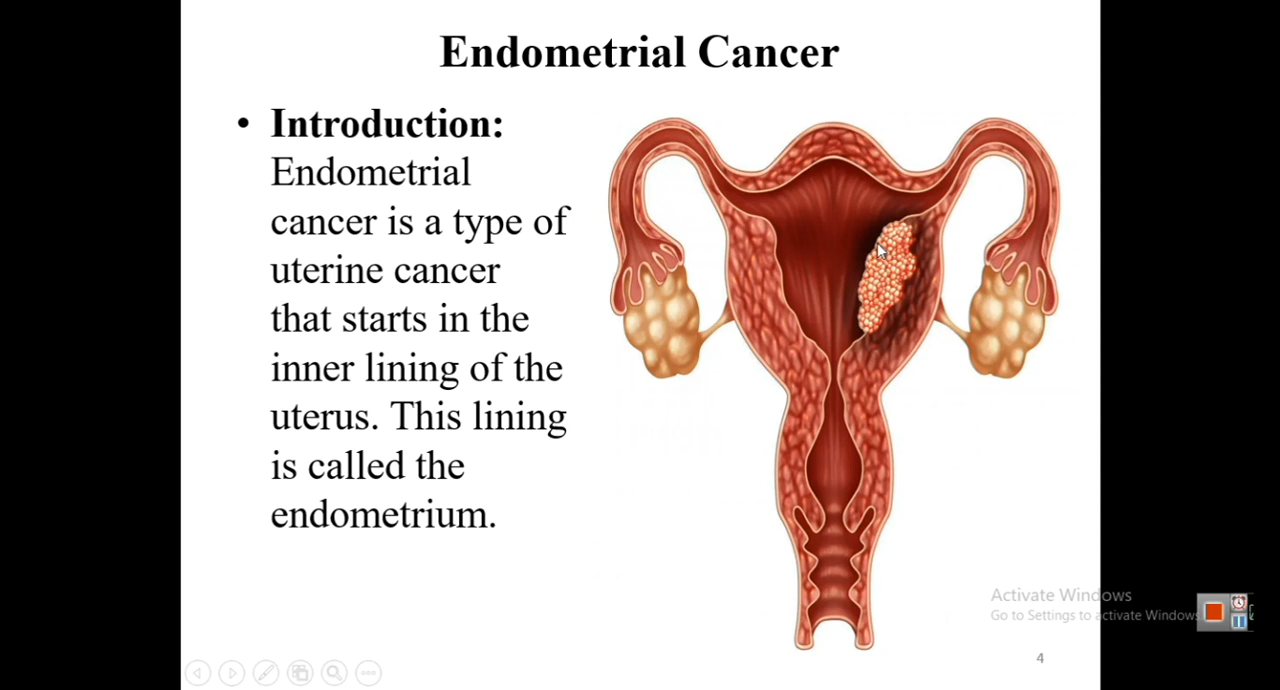 Endometrial Cancer
• Introduction:
Endometrial
cancer is a type of
uterine cancer
that starts in the
inner lining of the
uterus. This lining
is called the
endometrium.
Activate Windows
Go to Settings to activate Windows
4